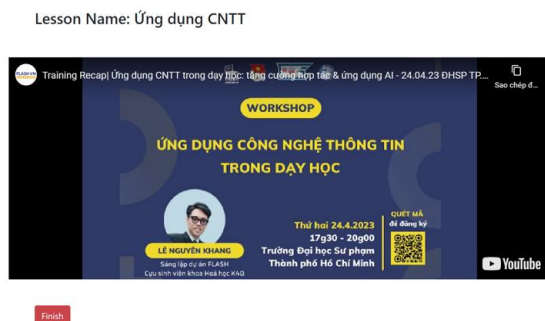 Lesson Name: Ứng dụng CNTT
FLASH VN
Training Recap| Ứng dụng CNTT trong dạy học: tăng cường hợp tác & ứng dụng AI - 24.04.23 ĐHSP TP....
Sao chép đ...
WORKSHOP
ỨNG DỤNG CÔNG NGHỆ THÔNG TIN
TRONG DẠY HỌC
LÊ NGUYÊN KHANG
Sáng lập dự án FLASH
Cựu sinh viên khoa Hoá học K40
Thứ hai 24.4.2023
17g30 - 20g00
Trường Đại học Sư phạm
Thành phố Hồ Chí Minh
QUÉT MÃ
để đăng ký
YouTube
Finish